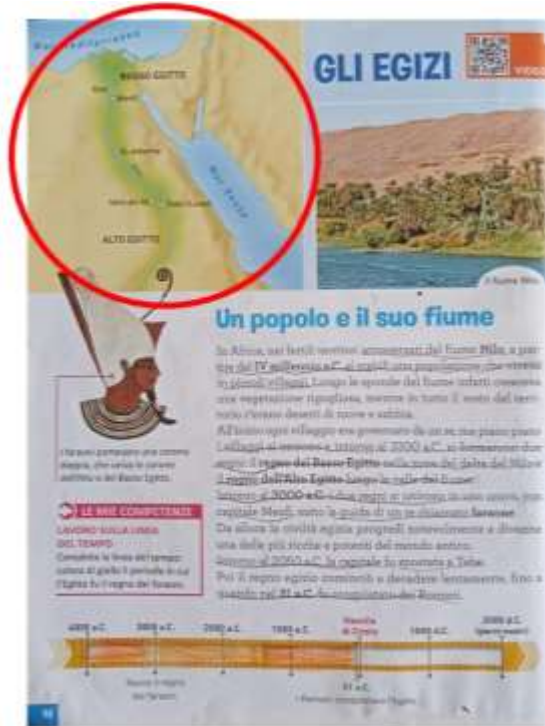 Mar Mediterraneo
BASSO EGITTO
Menfi
Mar Rosso
ALTO EGITTO
GLI EGIZI
VIDEO
Il fiume Nilo.
Un popolo e il suo fiume
In Africa, nei fertili territori attraversati dal fiume Nilo, a par-
tire dal IV millennio a.C. si stabilì una popolazione che viveva
in piccoli villaggi. Lungo le sponde del fiume infatti cresceva
una vegetazione rigogliosa, mentre in tutto il resto del terri-
torio c'erano deserti di rocce e sabbia.
All'inizio ogni villaggio era governato da un re, ma piano piano
i villaggi si unirono e, intorno al 3300 a.C., si formarono due
regni: il regno del Basso Egitto nella zona del delta del Nilo e
il regno dell'Alto Egitto lungo la valle del fiume.
Intorno al 3000 a.C. i due regni si unirono in uno unico, con
capitale Menfi, sotto la guida di un re chiamato faraone.
Da allora la civiltà egizia progredì notevolmente e divenne
una delle più ricche e potenti del mondo antico.
Intorno al 2050 a.C. la capitale fu spostata a Tebe.
Poi il regno egizio cominciò a decadere lentamente, fino a
quando nel 31 a.C. fu conquistato dai Romani.
I faraoni portavano una corona
doppia, che univa le corone
dell'Alto e del Basso Egitto.
LE MIE COMPETENZE
LAVORO SULLA LINEA
DEL TEMPO
Completa la linea del tempo:
colora di giallo il periodo in cui
l'Egitto fu il regno dei faraoni.
4000 a.C.
3000 a.C.
2000 a.C.
1000 a.C.
Nascita
di Cristo
1000 d.C.
2000 d.C.
(giorni nostri)
Nasce il regno
dei faraoni.
31 a.C.
I Romani conquistano l'Egitto.